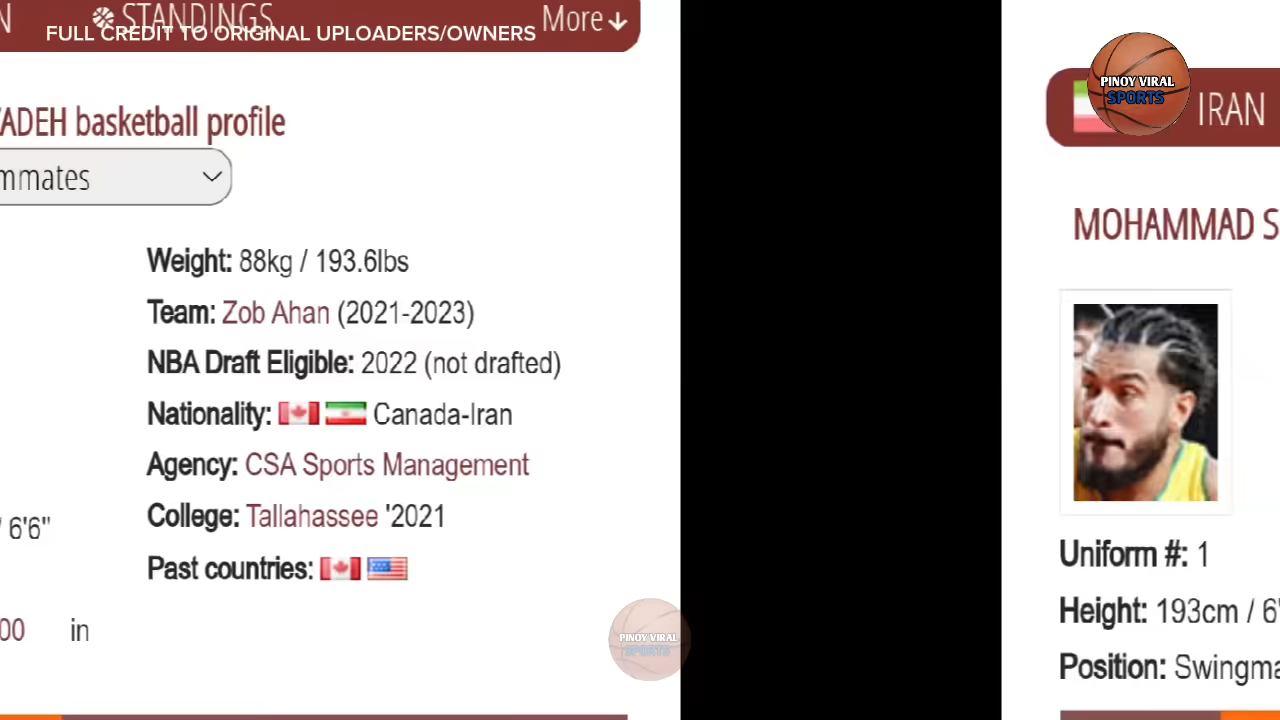 STANDINGS
More
FULL CREDIT TO ORIGINAL UPLOADERS/OWNERS
ADEH basketball profile
mmates
Weight: 88kg / 193.6lbs
Team: Zob Ahan (2021-2023)
NBA Draft Eligible: 2022 (not drafted)
Nationality: Canada-Iran
Agency: CSA Sports Management
College: Tallahassee '2021
/ 6'6"
Past countries:
00 in
PINOY VIRAL
SPORTS
PINOY VIRAL
SPORTS
IRAN
MOHAMMAD S
Uniform #: 1
Height: 193cm / 6'
Position: Swingma